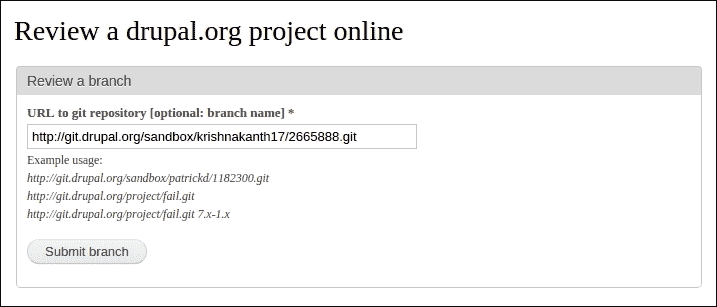 Review a drupal.org project online
Review a branch
URL to git repository [optional: branch name] *
http://git.drupal.org/sandbox/krishnakanth17/2665888.git
Example usage:
http://git.drupal.org/sandbox/patrickd/1182300.git
http://git.drupal.org/project/fail.git
http://git.drupal.org/project/fail.git 7.x-1.x
Submit branch